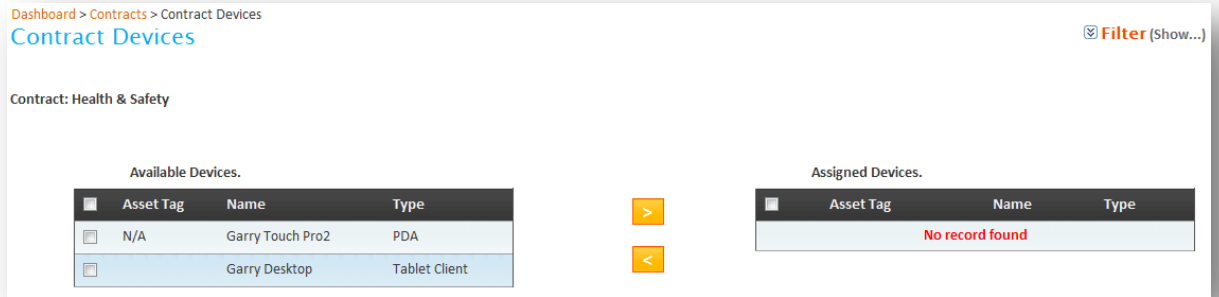 Dashboard > Contracts > Contract Devices
Contract Devices
Filter (Show...)
Contract: Health & Safety
Available Devices.
Asset Tag Name Type
N/A Garry Touch Pro2 PDA
Garry Desktop Tablet Client
>
<
Assigned Devices.
Asset Tag Name Type
No record found